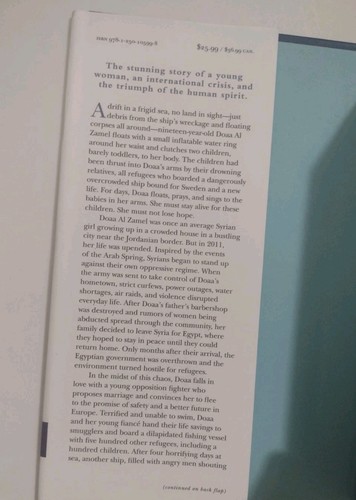 ISBN 978-1-250-10599-8
$25.99 / $36.99 CAN.
The stunning story of a young
woman, an international crisis, and
the triumph of the human spirit.
Adrift in a frigid sea, no land in sight—just
debris from the ship's wreckage and floating
corpses all around—nineteen-year-old Doaa Al
Zamel floats with a small inflatable water ring
around her waist and clutches two children,
barely toddlers, to her body. The children had
been thrust into Doaa's arms by their drowning
relatives, all refugees who boarded a dangerously
overcrowded ship bound for Sweden and a new
life. For days, Doaa floats, prays, and sings to the
babies in her arms. She must stay alive for these
children. She must not lose hope.
Doaa Al Zamel was once an average Syrian
girl growing up in a crowded house in a bustling
city near the Jordanian border. But in 2011,
her life was upended. Inspired by the events
of the Arab Spring, Syrians began to stand up
against their own oppressive regime. When
the army was sent to take control of Doaa's
hometown, strict curfews, power outages, water
shortages, air raids, and violence disrupted
everyday life. After Doaa's father's barbershop
was destroyed and rumors of women being
abducted spread through the community, her
family decided to leave Syria for Egypt, where
they hoped to stay in peace until they could
return home. Only months after their arrival, the
Egyptian government was overthrown and the
environment turned hostile for refugees.
In the midst of this chaos, Doaa falls in
love with a young opposition fighter who
proposes marriage and convinces her to flee
to the promise of safety and a better future in
Europe. Terrified and unable to swim, Doaa
and her young fiancé hand their life savings to
smugglers and board a dilapidated fishing vessel
with five hundred other refugees, including a
hundred children. After four horrifying days at
sea, another ship, filled with angry men shouting
(continued on back flap)